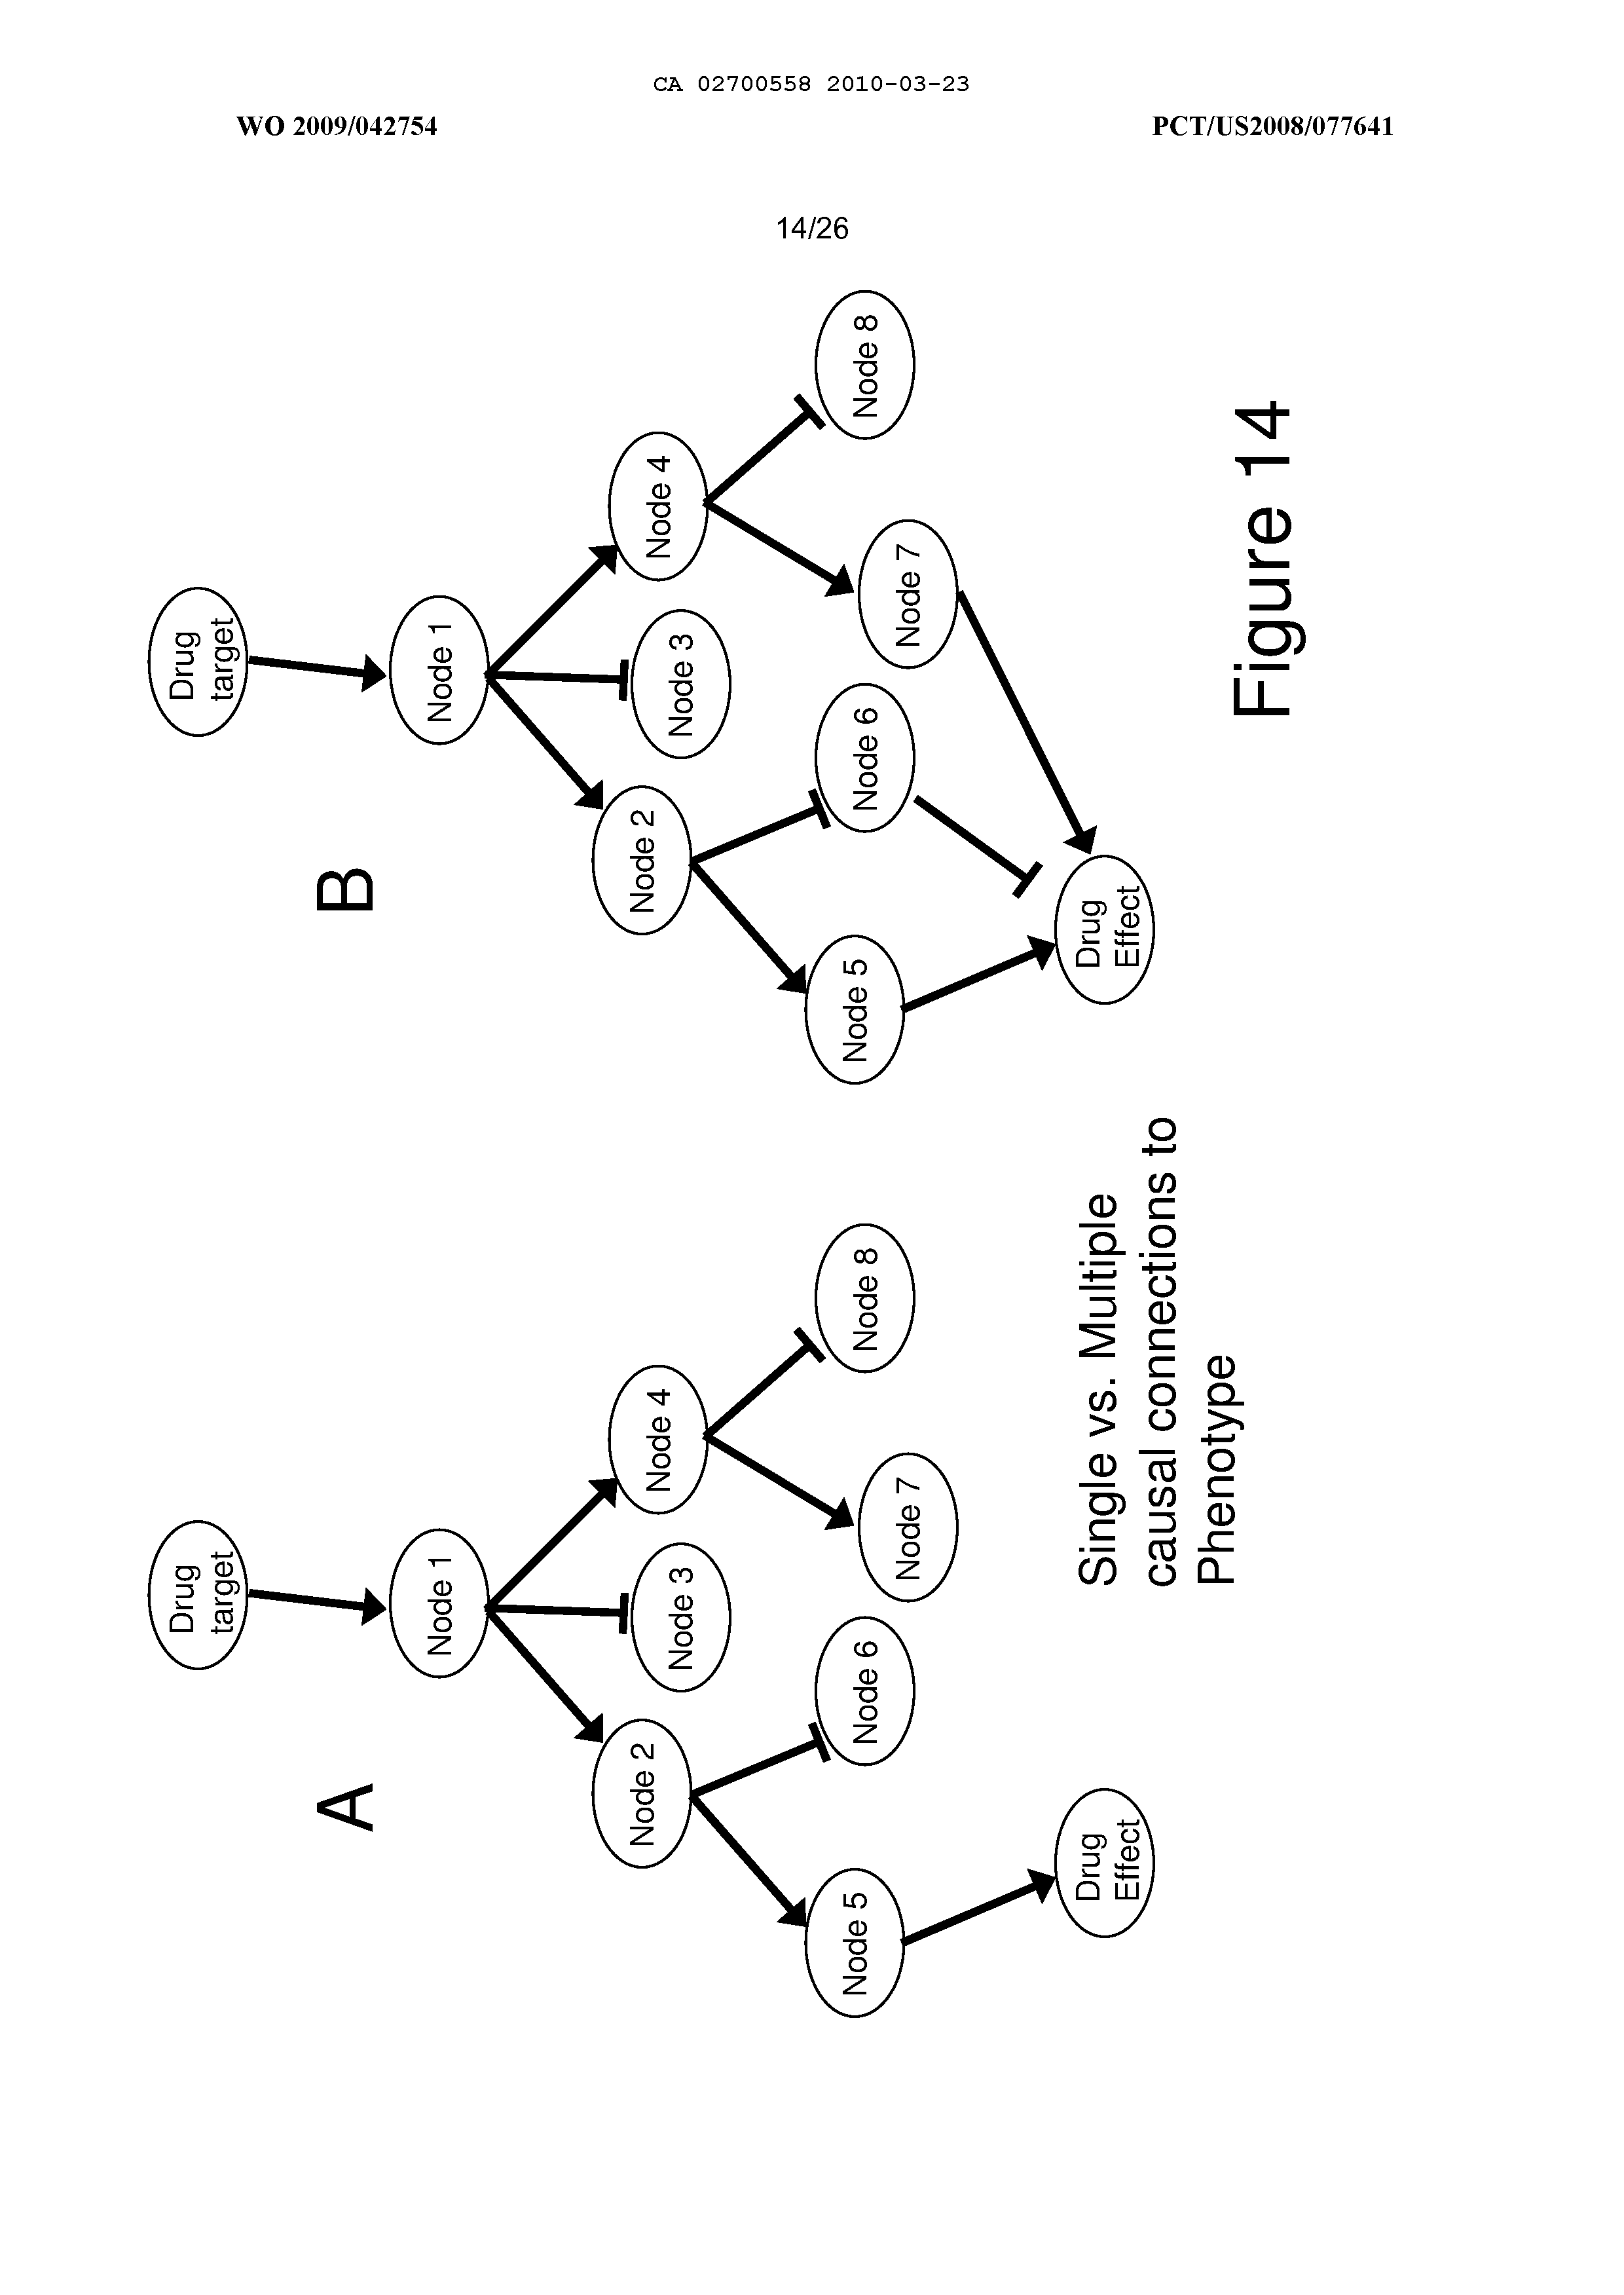 CA 02700558 2010-03-23
WO 2009/042754
PCT/US2008/077641
14/26
A
Drug
target
Node 1
Node 2
Node 3
Node 4
Node 5
Node 6
Node 7
Node 8
Drug
Effect
Single vs. Multiple
causal connections to
Phenotype
B
Drug
target
Node 1
Node 2
Node 3
Node 4
Node 5
Node 6
Node 7
Node 8
Drug
Effect
Figure 14